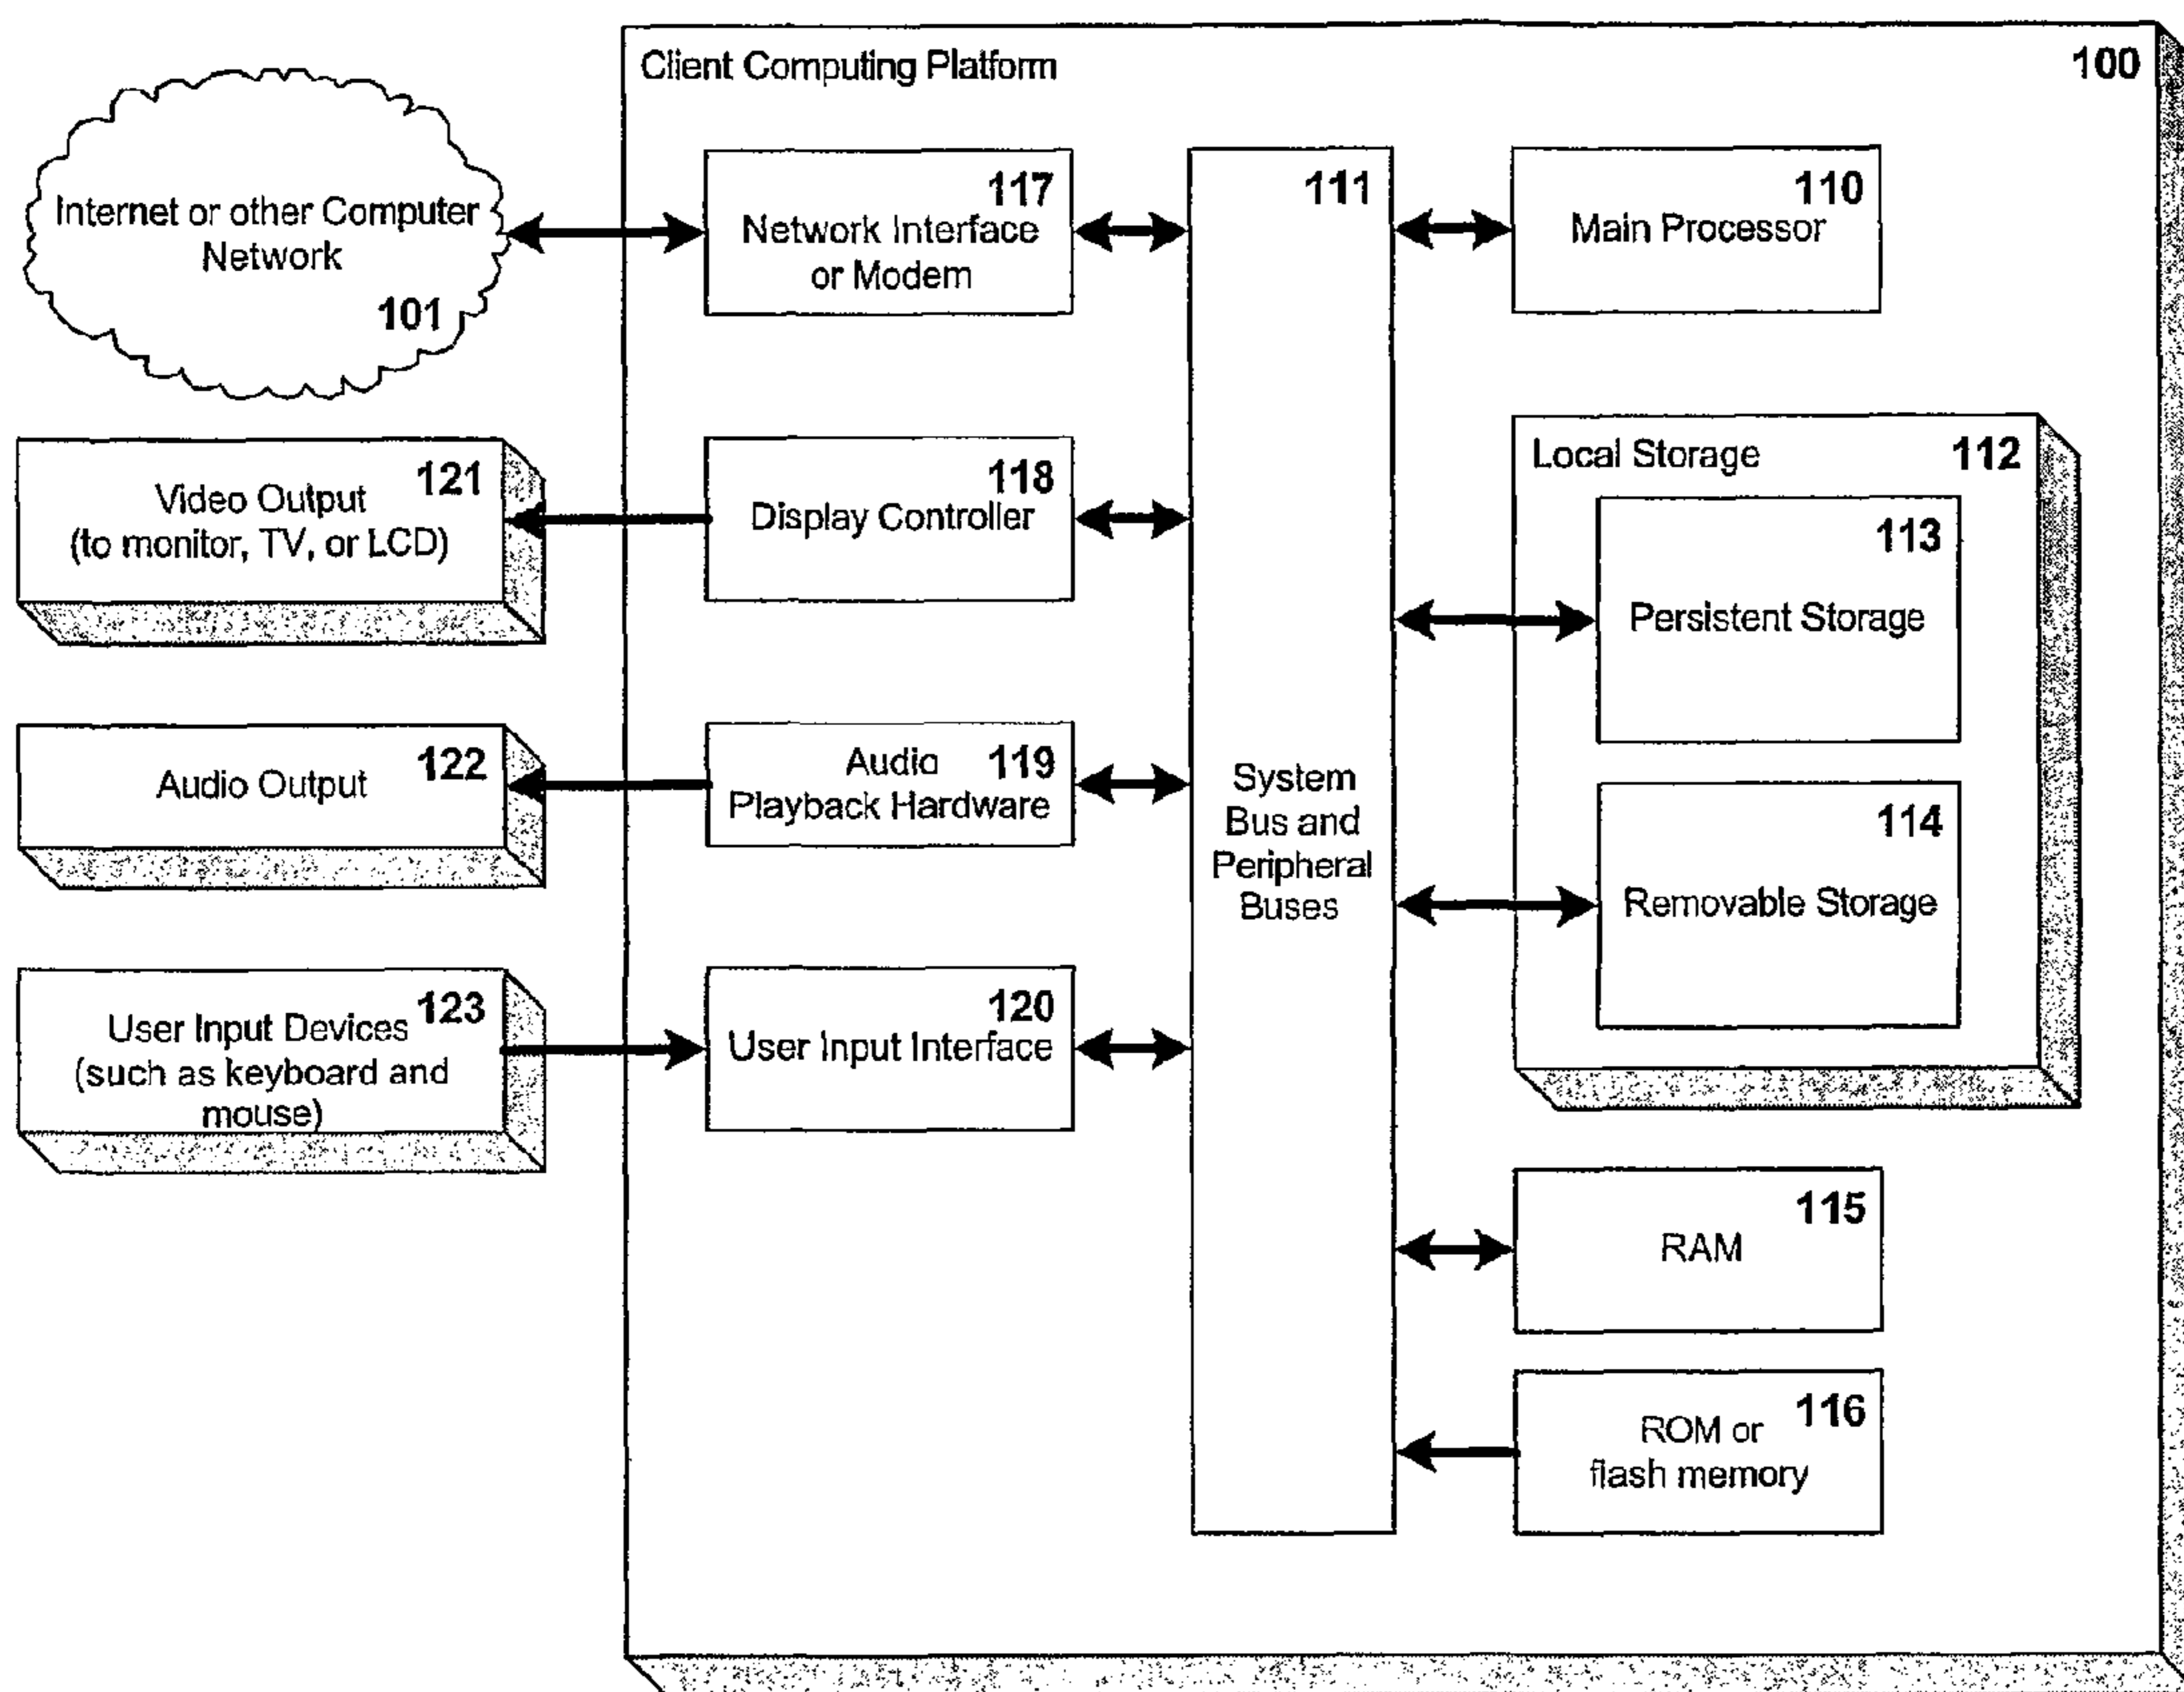 Client Computing Platform
100
Internet or other Computer
Network
101
117
Network Interface
or Modem
111
System
Bus and
Peripheral
Buses
110
Main Processor
121
Video Output
(to monitor, TV, or LCD)
118
Display Controller
Local Storage
112
113
Persistent Storage
114
Removable Storage
122
Audio Output
Audio
119
Playback Hardware
123
User Input Devices
(such as keyboard and
mouse)
120
User Input Interface
115
RAM
116
ROM or
flash memory